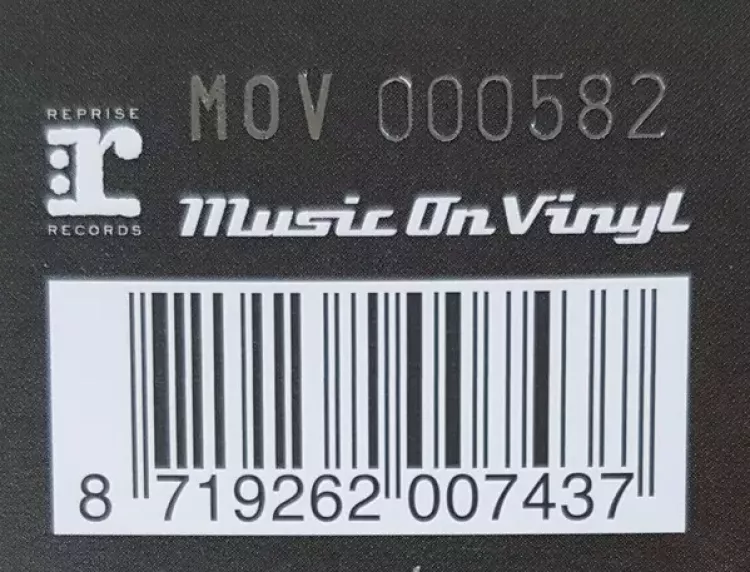 MOV 000582
REPRISE
r
RECORDS
Music On Vinyl
8 719262 007437